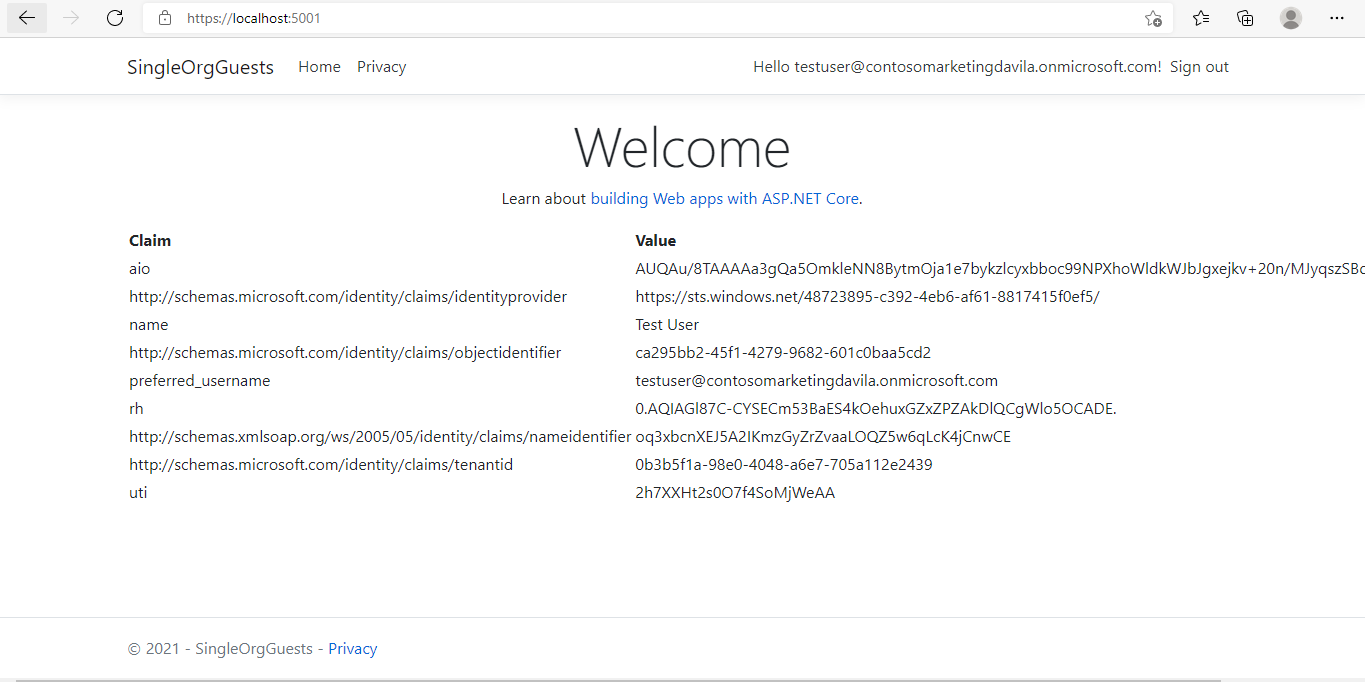 https://localhost:5001
SingleOrgGuests Home Privacy Hello testuser@contosomarketingdavila.onmicrosoft.com! Sign out
Welcome
Learn about building Web apps with ASP.NET Core.
Claim Value
aio AUQAu/8TAAAAa3gQa5OmkleNN8BytmOja1e7bykzlcyxbboc99NPXhoWldkWJbJgxejkv+20n/MJyqszSBc
http://schemas.microsoft.com/identity/claims/identityprovider https://sts.windows.net/48723895-c392-4eb6-af61-8817415f0ef5/
name Test User
http://schemas.microsoft.com/identity/claims/objectidentifier ca295bb2-45f1-4279-9682-601c0baa5cd2
preferred_username testuser@contosomarketingdavila.onmicrosoft.com
rh 0.AQIAGl87C-CYSECm53BaES4kOehuxGZxZPZAkDlQCgWlo5OCADE.
http://schemas.xmlsoap.org/ws/2005/05/identity/claims/nameidentifier oq3xbcnXEJ5A2IKmzGyZrZvaaLOQZ5w6qLcK4jCnwCE
http://schemas.microsoft.com/identity/claims/tenantid 0b3b5f1a-98e0-4048-a6e7-705a112e2439
uti 2h7XXHt2s0O7f4SoMjWeAA
© 2021 - SingleOrgGuests - Privacy